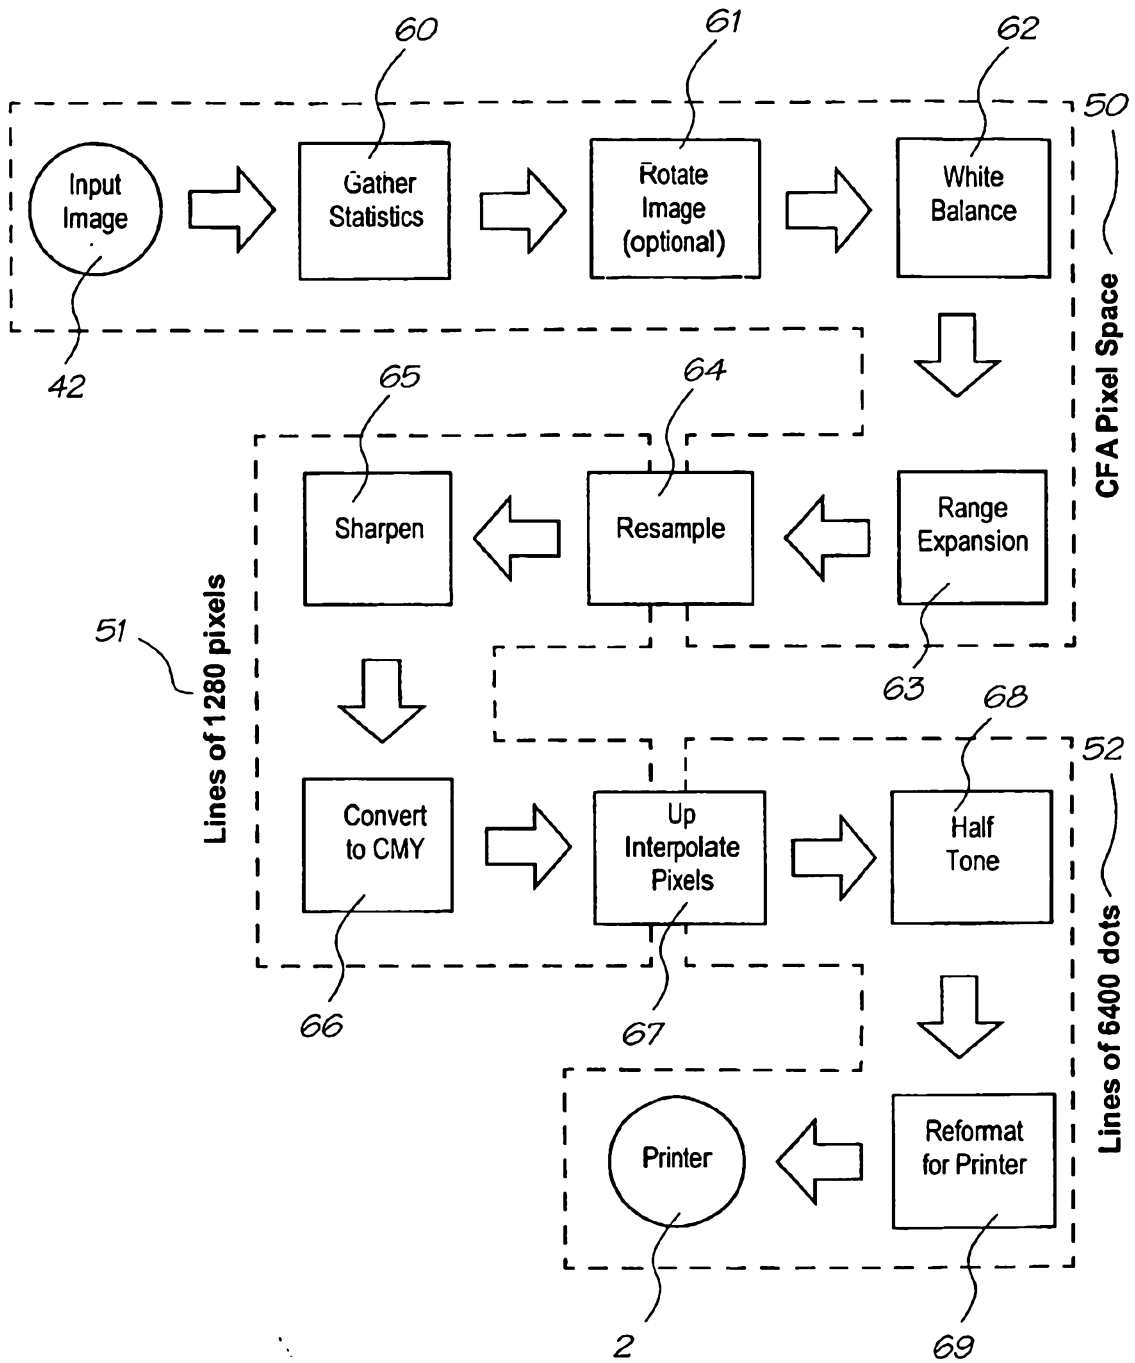 60
61
62
50
Input
Image
Gather
Statistics
Rotate
Image
(optional)
White
Balance
42
CFA Pixel Space
65
64
Sharpen
Resample
Range
Expansion
51
Lines of 1280 pixels
63
68
52
Convert
to CMY
Up
Interpolate
Pixels
Half
Tone
66
67
Lines of 6400 dots
Printer
Reformat
for Printer
2
69